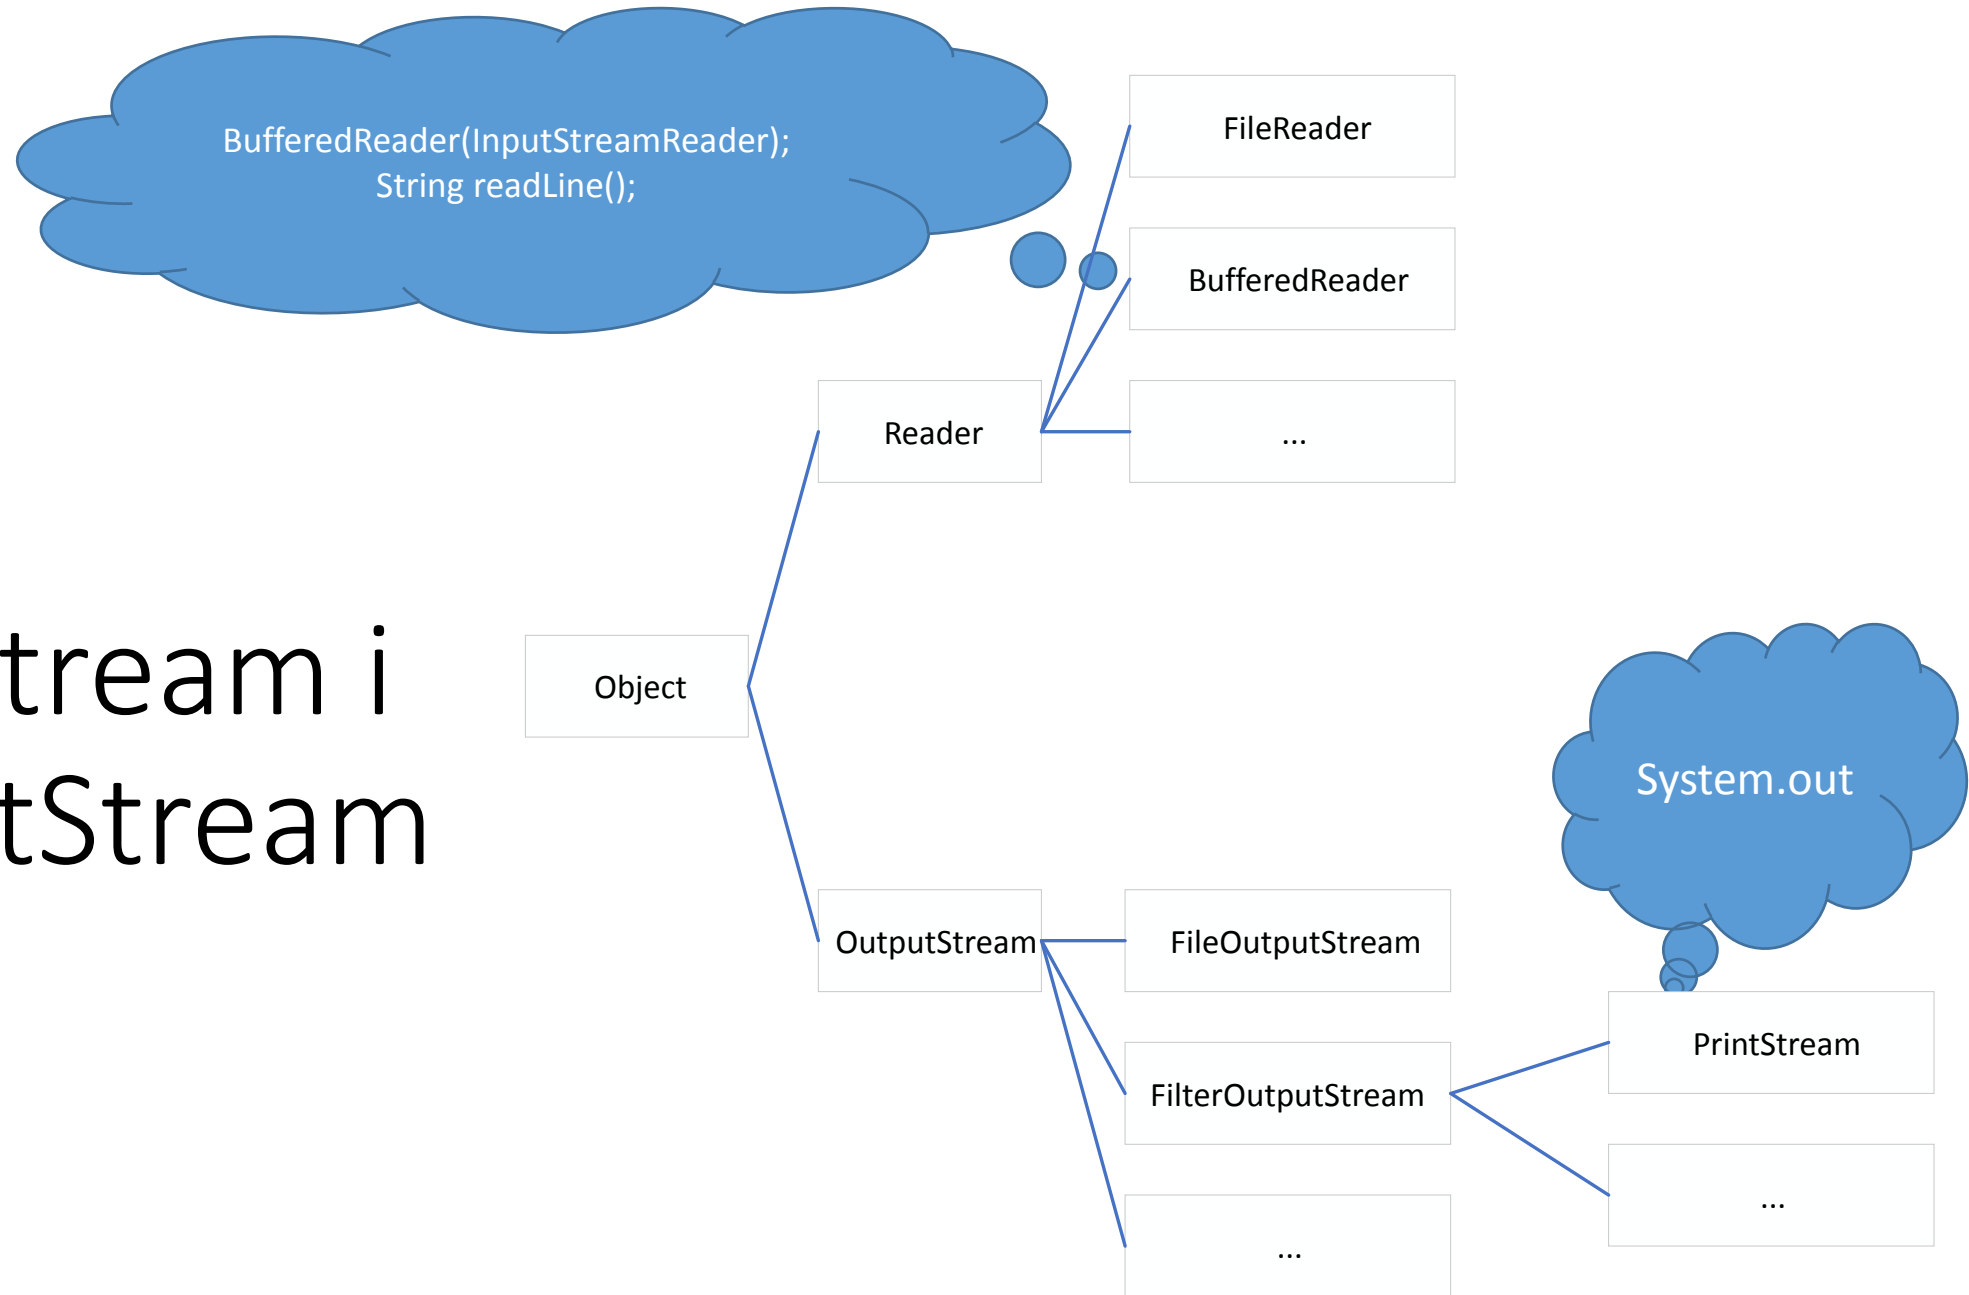 BufferedReader(InputStreamReader);
String readLine();
FileReader
BufferedReader
Reader
...
tream i
tStream
Object
System.out
OutputStream
FileOutputStream
PrintStream
FilterOutputStream
...
...